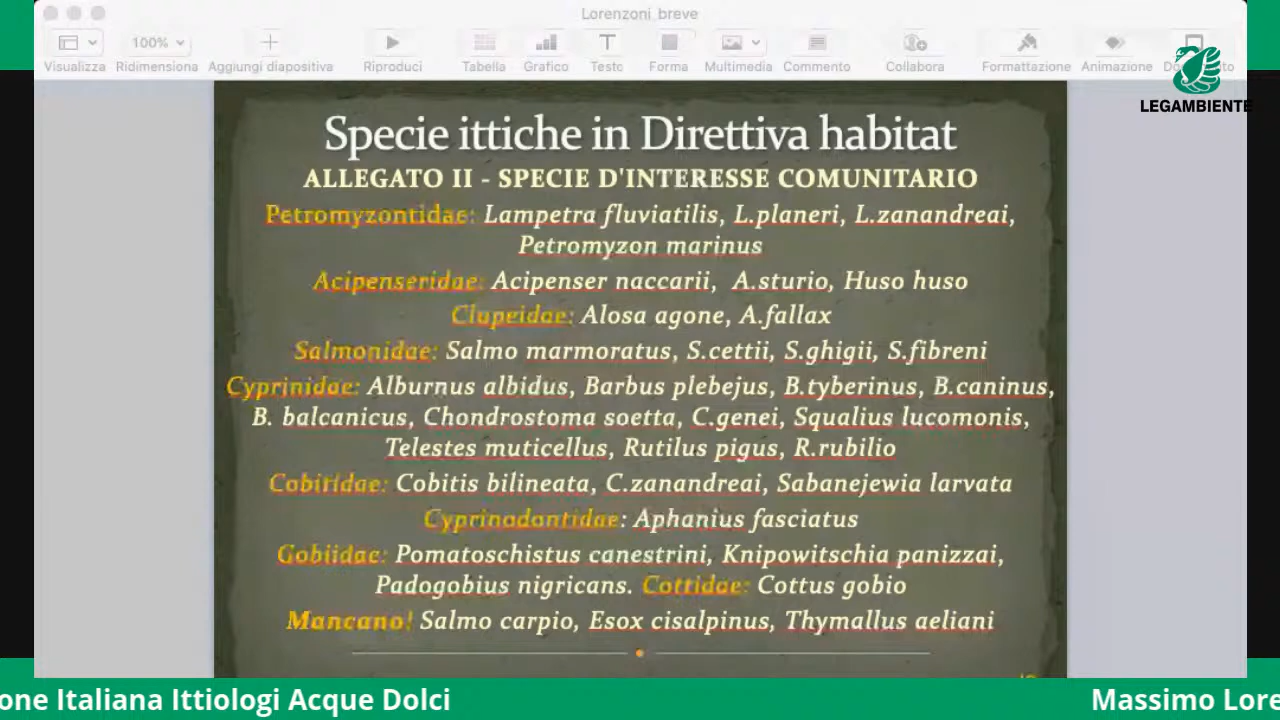 Lorenzoni breve
Visualizza
100%
Ridimensiona
Aggiungi diapositiva
Riproduci
Tabella
Grafico
Testo
Forma
Multimedia
Commento
Collabora
Formattazione
Animazione
LEGAMBIENTE
Specie ittiche in Direttiva habitat
ALLEGATO II - SPECIE D'INTERESSE COMUNITARIO
Petromyzontidae: Lampetra fluviatilis, L.planeri, L.zanandreai,
Petromyzon marinus
Acipenseridae: Acipenser naccarii, A.sturio, Huso huso
Clupeidae: Alosa agone, A.fallax
Salmonidae: Salmo marmoratus, S.cettii, S.ghigii, S.fibreni
Cyprinidae: Alburnus albidus, Barbus plebejus, B.tyberinus, B.caninus,
B. balcanicus, Chondrostoma soetta, C.genei, Squalius lucomonis,
Telestes muticellus, Rutilus pigus, R.rubilio
Cobitidae: Cobitis bilineata, C.zanandreai, Sabanejewia larvata
Cyprinodontidae: Aphanius fasciatus
Gobiidae: Pomatoschistus canestrini, Knipowitschia panizzai,
Padogobius nigricans. Cottidae: Cottus gobio
Mancano! Salmo carpio, Esox cisalpinus, Thymallus aeliani
one Italiana Ittiologi Acque Dolci
Massimo Lore